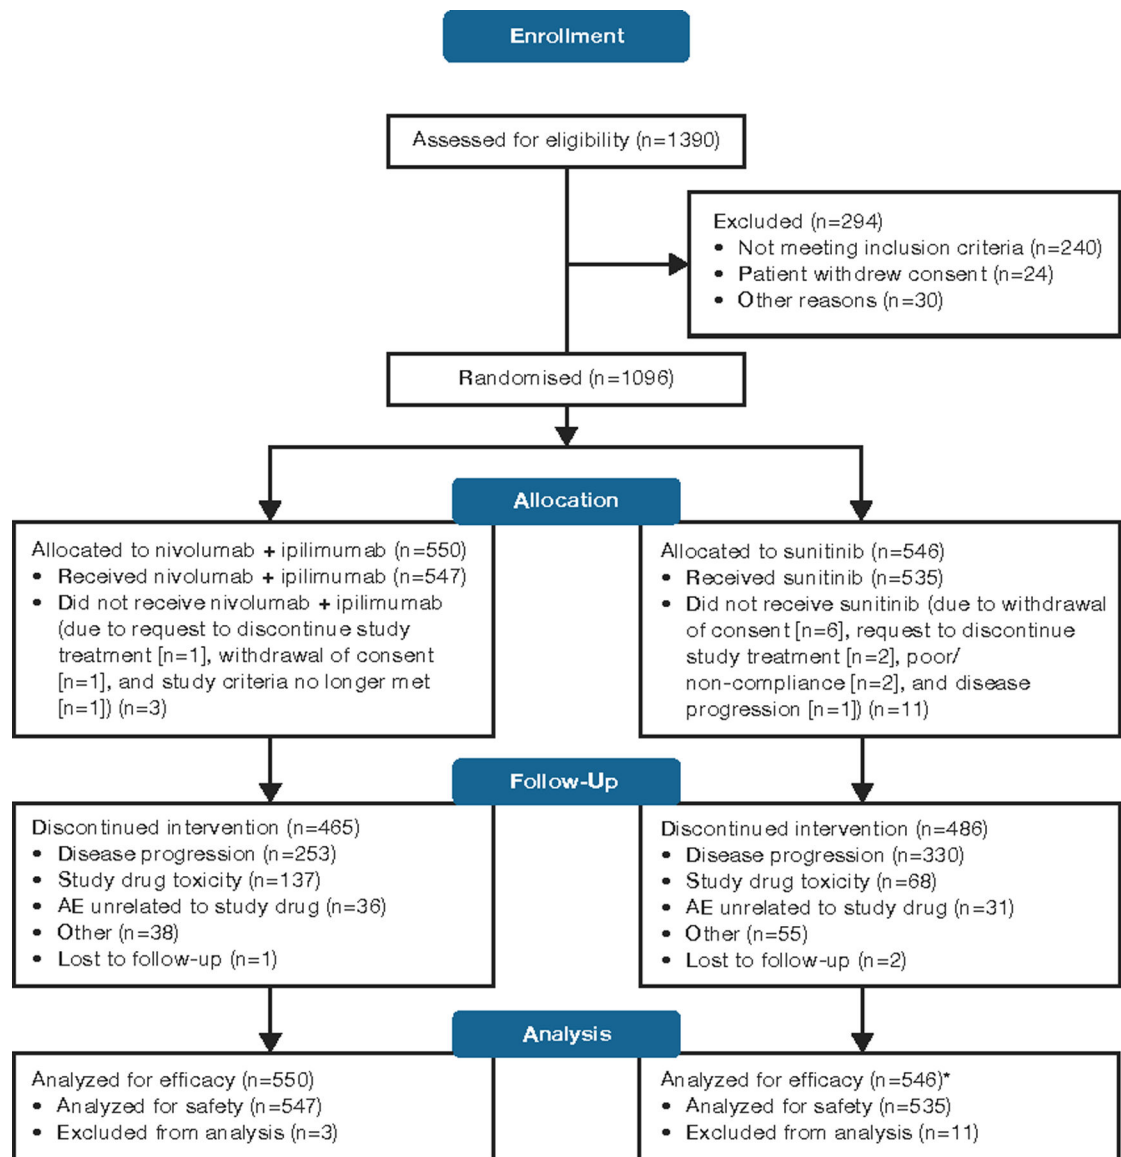 Enrollment
Assessed for eligibility (n=1390)
Excluded (n=294)
• Not meeting inclusion criteria (n=240)
• Patient withdrew consent (n=24)
• Other reasons (n=30)
Randomised (n=1096)
Allocation
Allocated to nivolumab + ipilimumab (n=550)
• Received nivolumab + ipilimumab (n=547)
• Did not receive nivolumab + ipilimumab
(due to request to discontinue study
treatment [n=1], withdrawal of consent
[n=1], and study criteria no longer met
[n=1]) (n=3)
Allocated to sunitinib (n=546)
• Received sunitinib (n=535)
• Did not receive sunitinib (due to withdrawal
of consent [n=6], request to discontinue
study treatment [n=2], poor/
non-compliance [n=2], and disease
progression [n=1]) (n=11)
Follow-Up
Discontinued intervention (n=465)
• Disease progression (n=253)
• Study drug toxicity (n=137)
• AE unrelated to study drug (n=36)
• Other (n=38)
• Lost to follow-up (n=1)
Discontinued intervention (n=486)
• Disease progression (n=330)
• Study drug toxicity (n=68)
• AE unrelated to study drug (n=31)
• Other (n=55)
• Lost to follow-up (n=2)
Analysis
Analyzed for efficacy (n=550)
• Analyzed for safety (n=547)
• Excluded from analysis (n=3)
Analyzed for efficacy (n=546)*
• Analyzed for safety (n=535)
• Excluded from analysis (n=11)